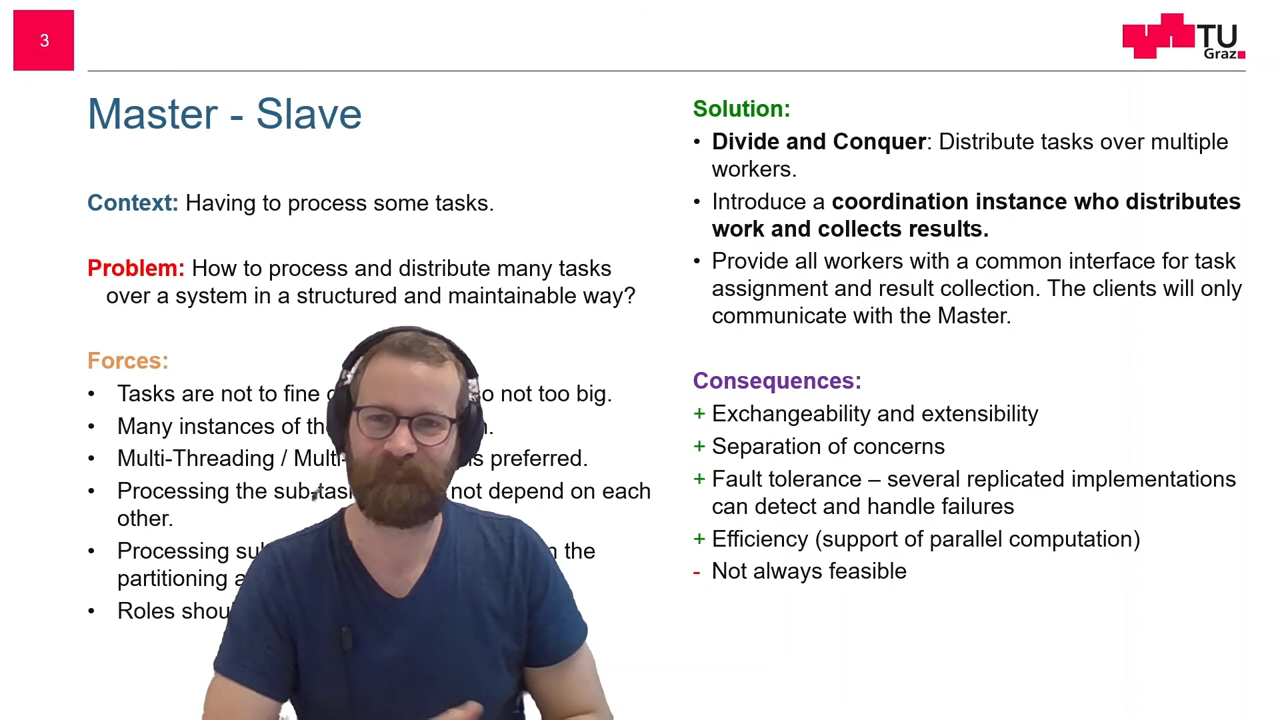 3
TU
Graz
Master - Slave
Context: Having to process some tasks.
Problem: How to process and distribute many tasks
over a system in a structured and maintainable way?
Forces:
• Tasks are not to fine not too big.
• Many instances of
• Multi-Threading / preferred.
• Processing the not depend on each
other.
• Processing the
partitioning
• Roles
Solution:
• Divide and Conquer: Distribute tasks over multiple
workers.
• Introduce a coordination instance who distributes
work and collects results.
• Provide all workers with a common interface for task
assignment and result collection. The clients will only
communicate with the Master.
Consequences:
+ Exchangeability and extensibility
+ Separation of concerns
+ Fault tolerance – several replicated implementations
can detect and handle failures
+ Efficiency (support of parallel computation)
- Not always feasible